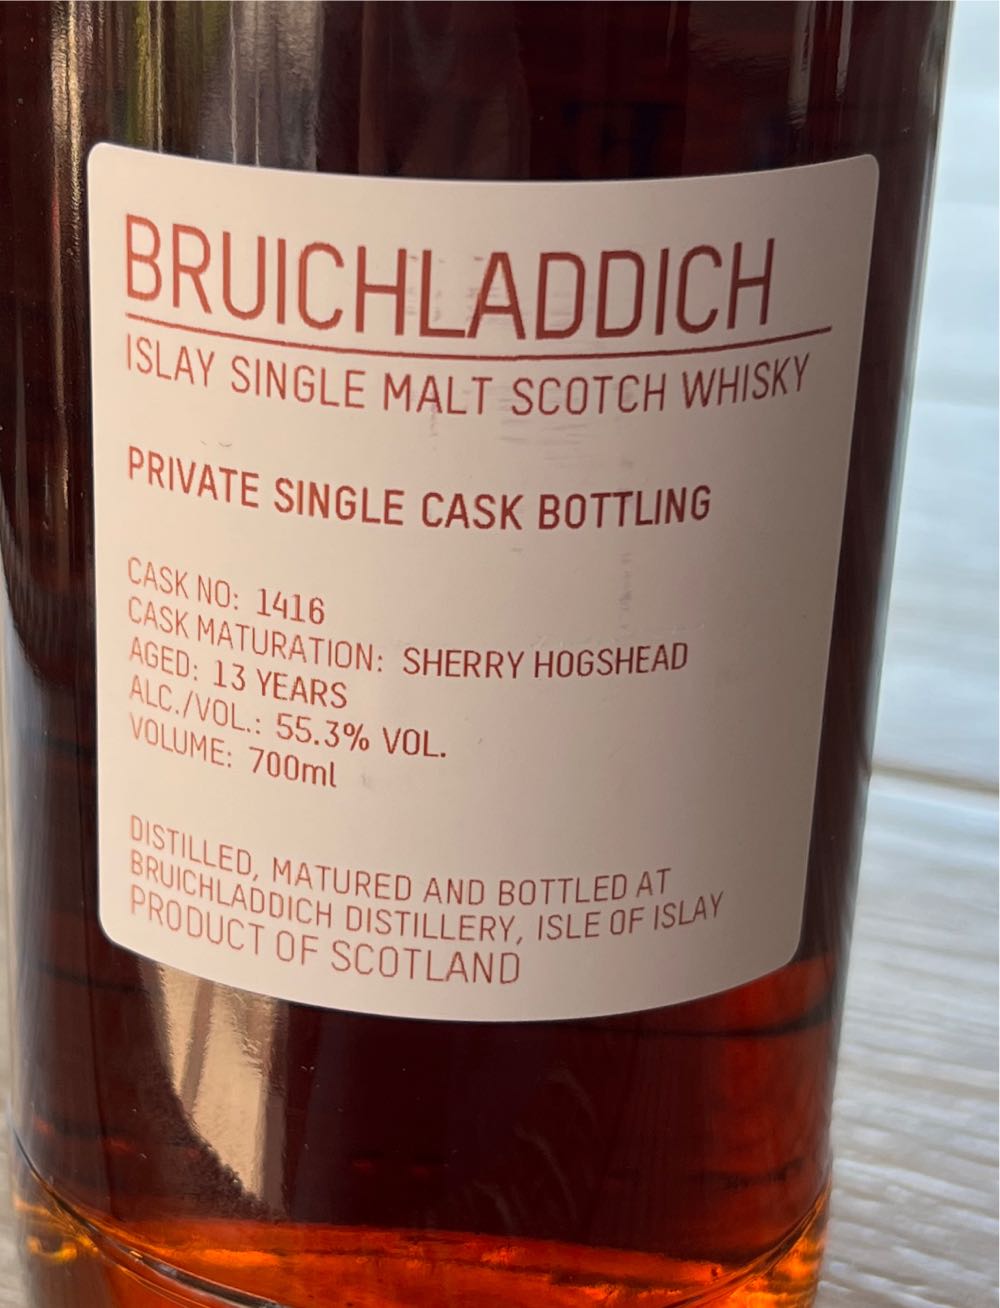 BRUICHLADDICH
ISLAY SINGLE MALT SCOTCH WHISKY
PRIVATE SINGLE CASK BOTTLING
CASK NO: 1416
CASK MATURATION: SHERRY HOGSHEAD
AGED: 13 YEARS
ALC./VOL.: 55.3% VOL.
VOLUME: 700ml
DISTILLED, MATURED AND BOTTLED AT
BRUICHLADDICH DISTILLERY, ISLE OF ISLAY
PRODUCT OF SCOTLAND